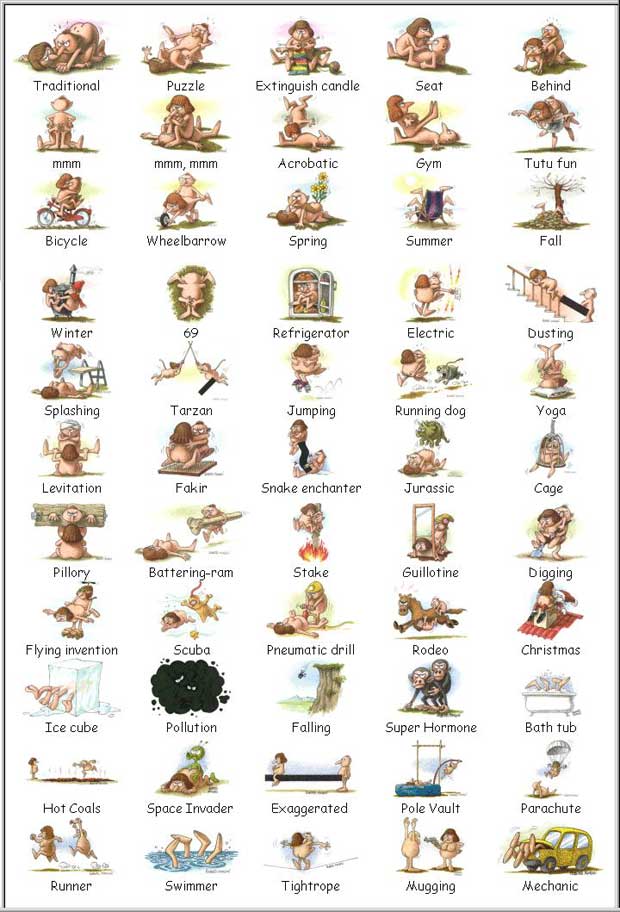 Traditional Puzzle Extinguish candle Seat Behind
mmm mmm, mmm Acrobatic Gym Tutu fun
Bicycle Wheelbarrow Spring Summer Fall
Winter 69 Refrigerator Electric Dusting
Splashing Tarzan Jumping Running dog Yoga
Levitation Fakir Snake enchanter Jurassic Cage
Pillory Battering-ram Stake Guillotine Digging
Flying invention Scuba Pneumatic drill Rodeo Christmas
Ice cube Pollution Falling Super Hormone Bath tub
Hot Coals Space Invader Exaggerated Pole Vault Parachute
Runner Swimmer Tightrope Mugging Mechanic